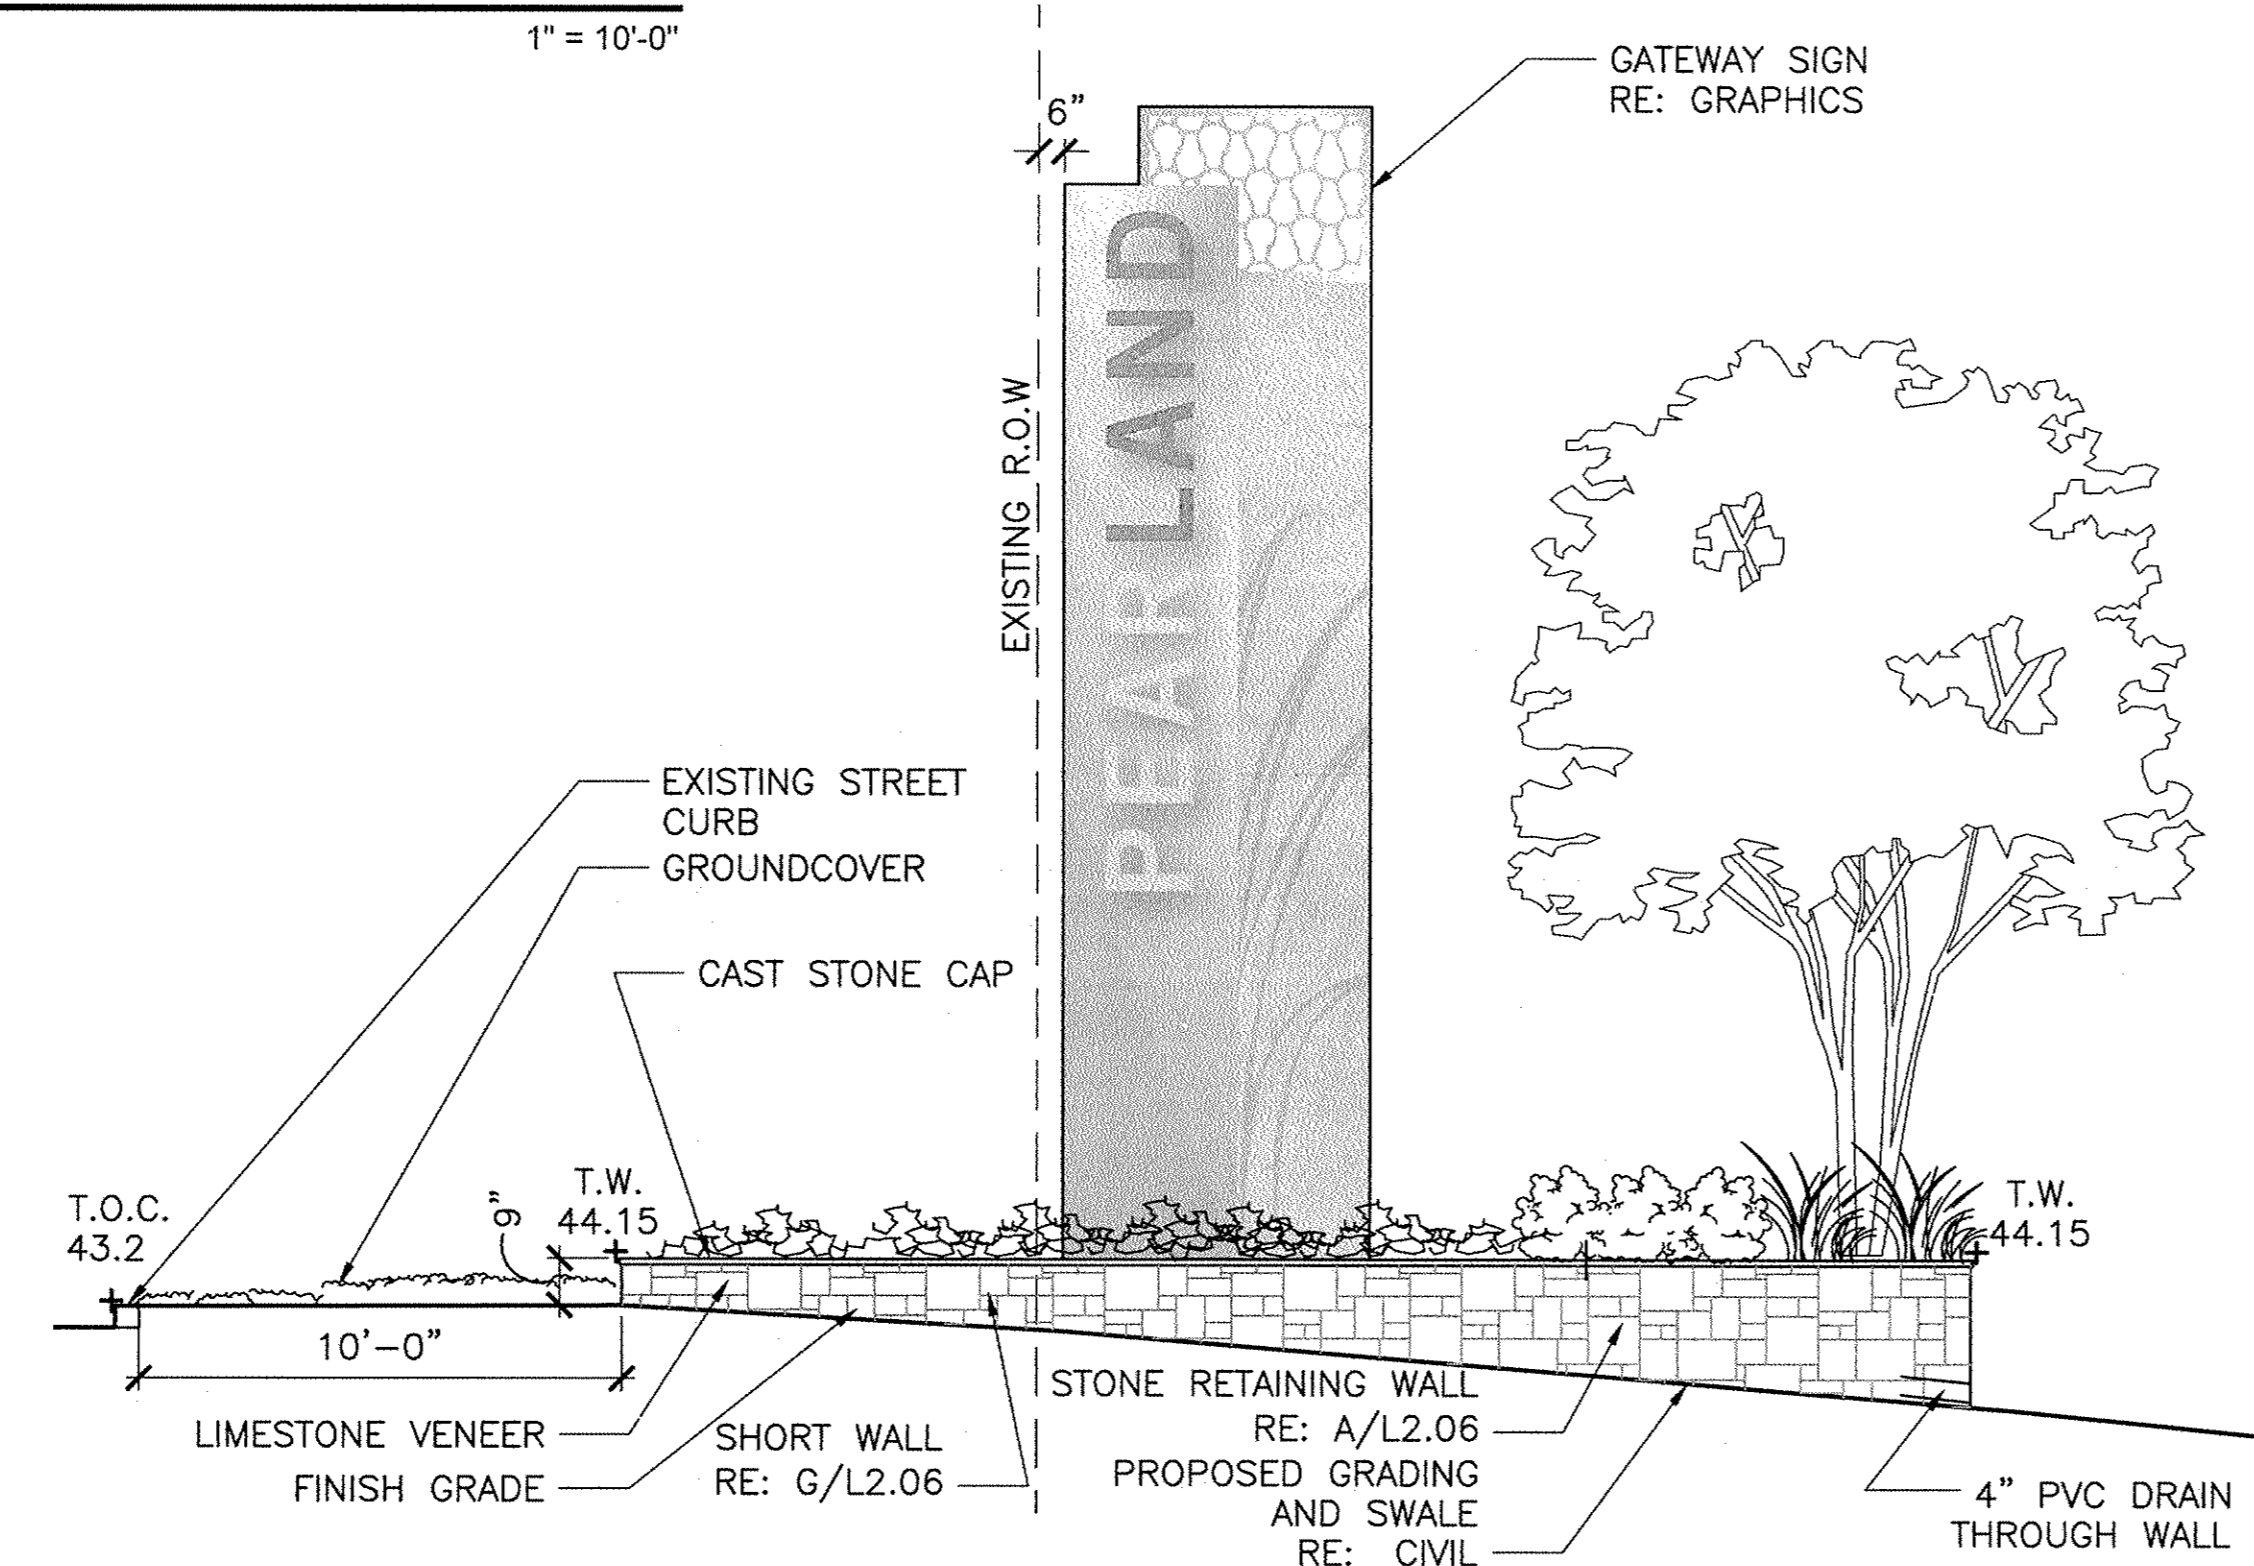 1" = 10'-0"
GATEWAY SIGN
RE: GRAPHICS
6"
PEARLAND
EXISTING R.O.W
EXISTING STREET
CURB
GROUNDCOVER
CAST STONE CAP
T.O.C.
43.2
9"
T.W.
44.15
T.W.
44.15
10'-0"
LIMESTONE VENEER
FINISH GRADE
SHORT WALL
RE: G/L2.06
STONE RETAINING WALL
RE: A/L2.06
PROPOSED GRADING
AND SWALE
RE: CIVIL
4" PVC DRAIN
THROUGH WALL